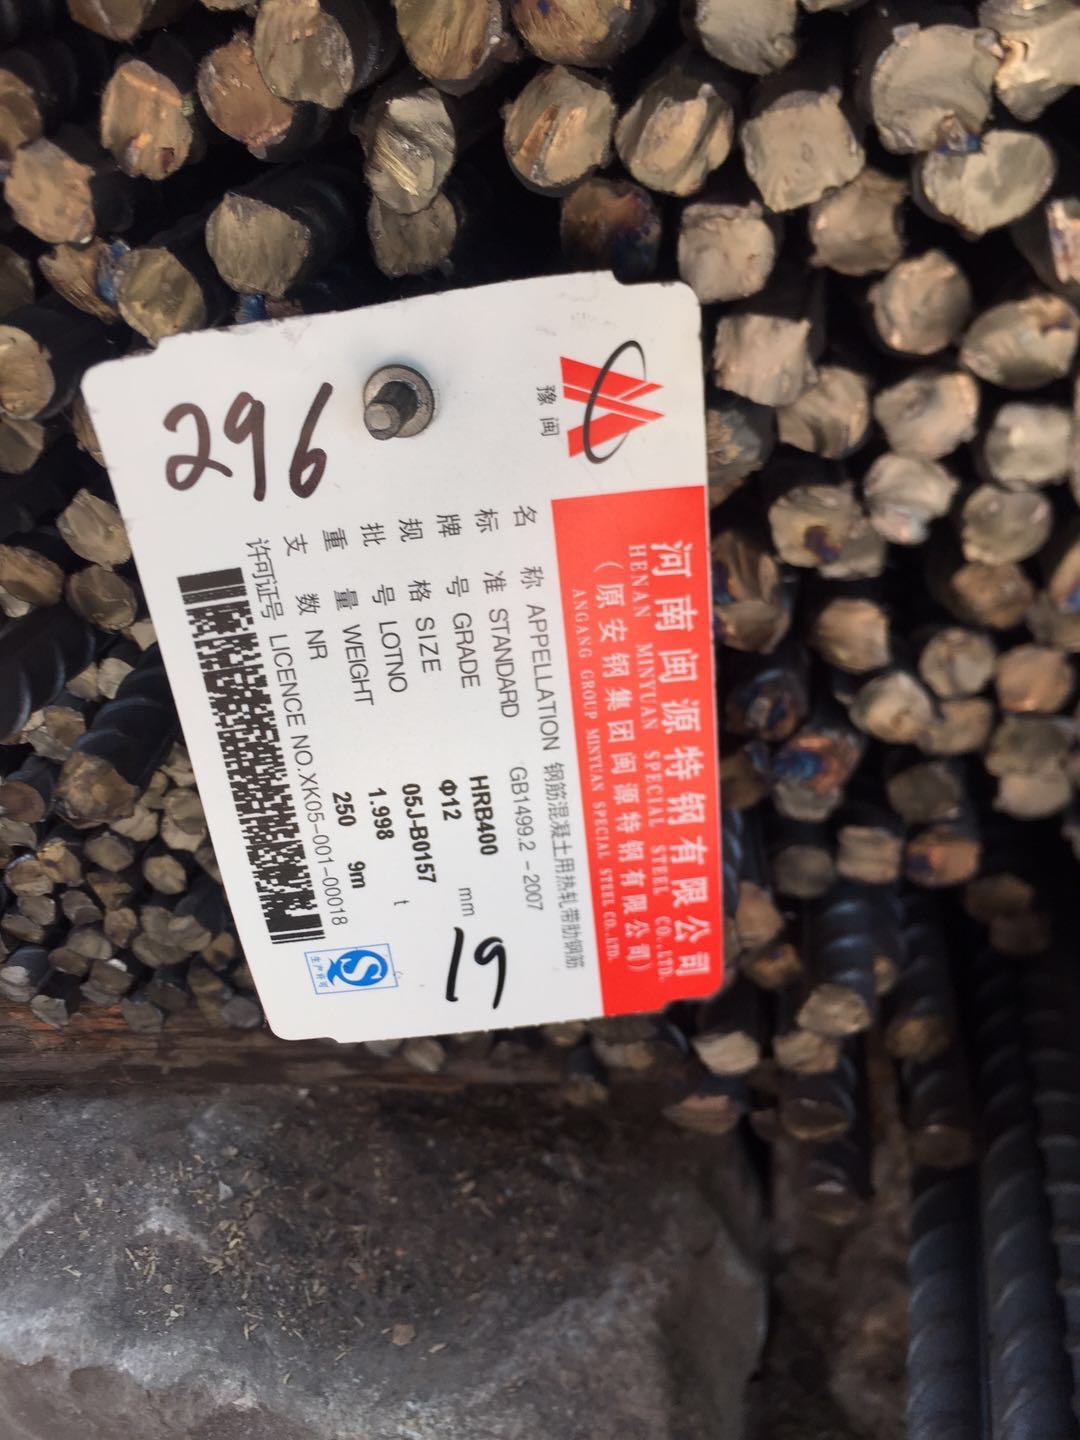 豫闽
河南闽源特钢有限公司
HENAN MINYUAN SPECIAL STEEL CO.,LTD.
(原安钢集团闽源特钢有限公司)
ANGANG GROUP MINYUAN SPECIAL STEEL CO.,LTD.
名称 APPELLATION 钢筋混凝土用热轧带肋钢筋
标准 STANDARD GB1499.2-2007
牌号 GRADE HRB400
规格 SIZE Φ12 mm
批号 LOTNO 05J-B0157
重量 WEIGHT 1.998 t
支数 NR 250 9m
许可证号 LICENCE NO.XK05-001-00018
生产许可
296
19